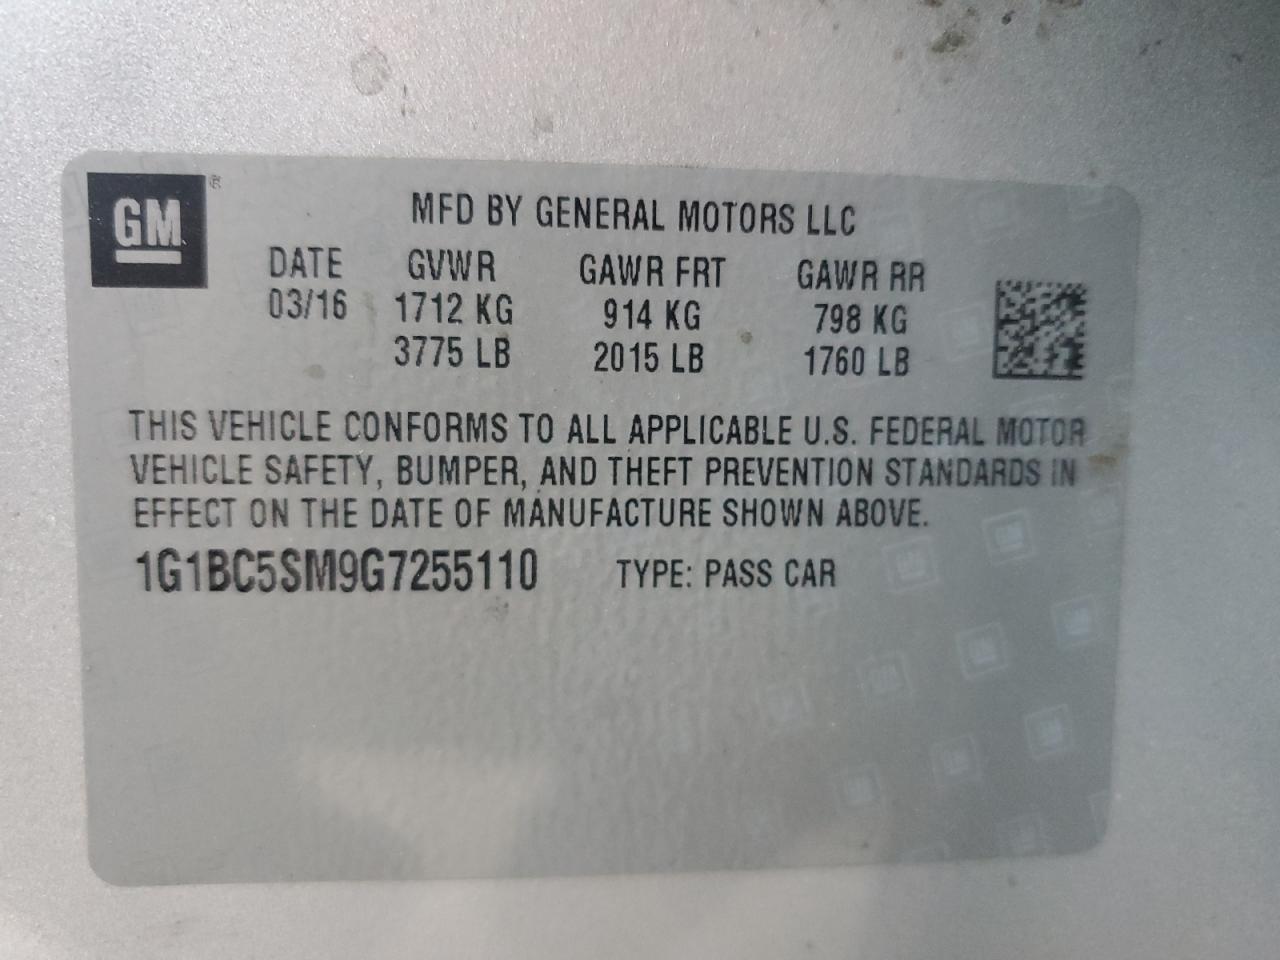 GM ®
MFD BY GENERAL MOTORS LLC
DATE GVWR GAWR FRT GAWR RR
03/16 1712 KG 914 KG 798 KG
3775 LB 2015 LB 1760 LB
THIS VEHICLE CONFORMS TO ALL APPLICABLE U.S. FEDERAL MOTOR
VEHICLE SAFETY, BUMPER, AND THEFT PREVENTION STANDARDS IN
EFFECT ON THE DATE OF MANUFACTURE SHOWN ABOVE.
1G1BC5SM9G7255110 TYPE: PASS CAR